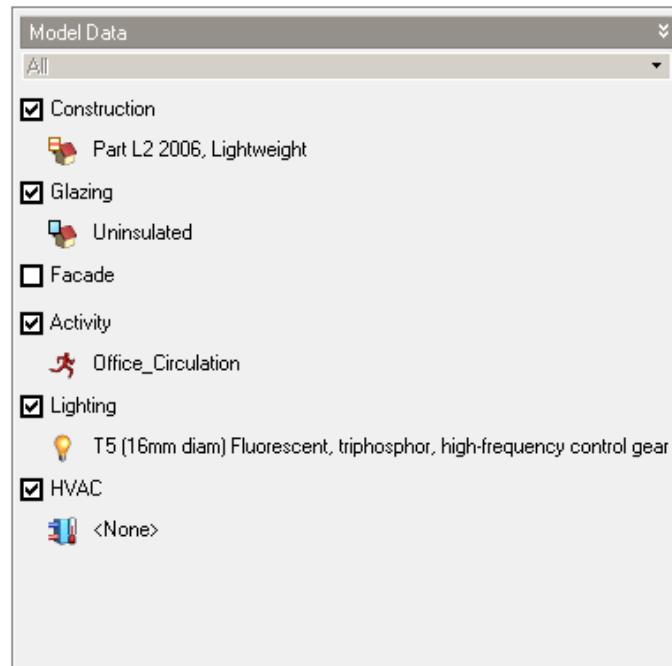 Model Data
All
Construction
Part L2 2006, Lightweight
Glazing
Uninsulated
Facade
Activity
Office_Circulation
Lighting
T5 (16mm diam) Fluorescent, triphosphor, high-frequency control gear
HVAC
<None>